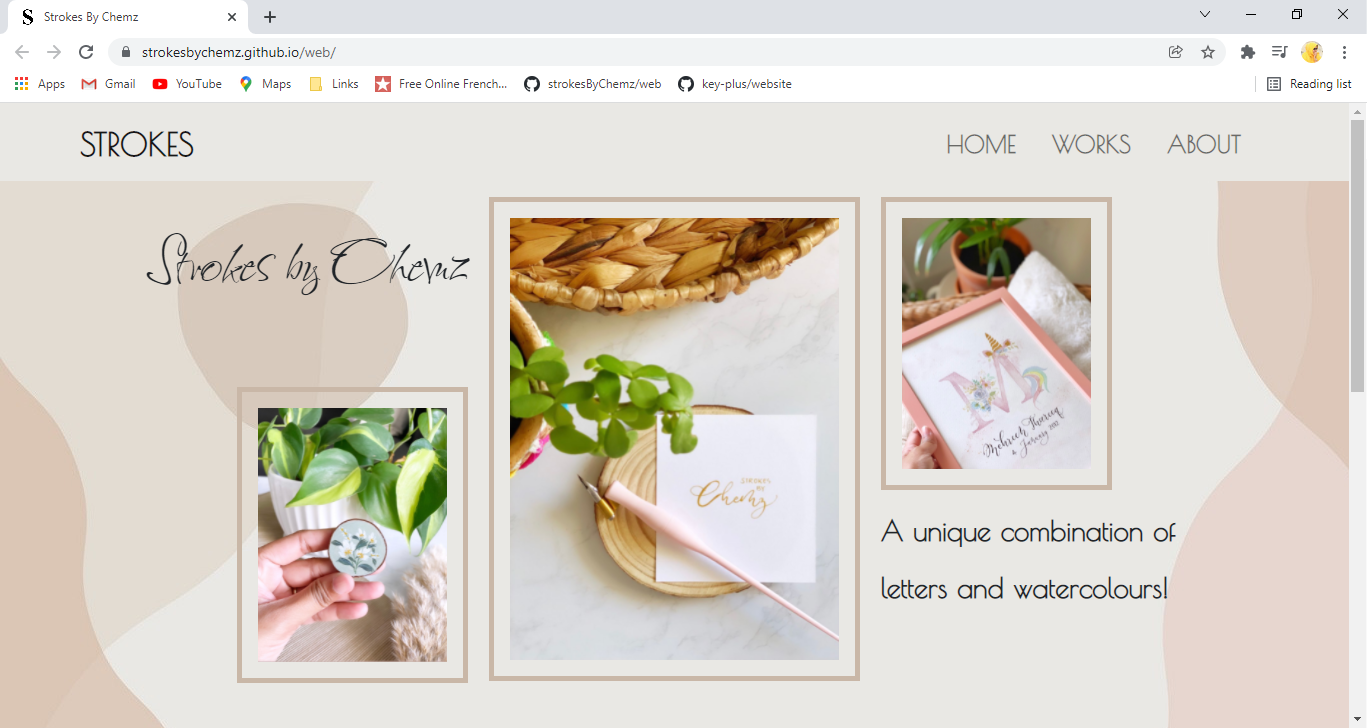 Strokes By Chemz
strokesbychemz.github.io/web/
Apps
Gmail
YouTube
Maps
Links
Free Online French...
strokesByChemz/web
key-plus/website
Reading list
STROKES
HOME
WORKS
ABOUT
Strokes by Chemz
STROKES
BY
Chemz
M
A unique combination of
letters and watercolours!